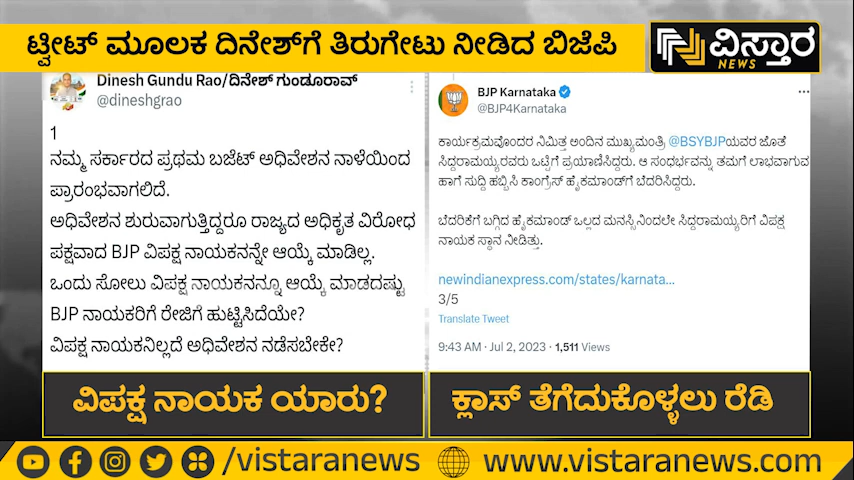 ಟ್ವೀಟ್ ಮೂಲಕ ದಿನೇಶ್‌ಗೆ ತಿರುಗೇಟು ನೀಡಿದ ಬಿಜೆಪಿ
ವಿಸ್ತಾರ
NEWS
Dinesh Gundu Rao/ದಿನೇಶ್ ಗುಂಡೂರಾವ್
@dineshgrao
1
ನಮ್ಮ ಸರ್ಕಾರದ ಪ್ರಥಮ ಬಜೆಟ್ ಅಧಿವೇಶನ ನಾಳೆಯಿಂದ
ಪ್ರಾರಂಭವಾಗಲಿದೆ.
ಅಧಿವೇಶನ ಶುರುವಾಗುತ್ತಿದ್ದರೂ ರಾಜ್ಯದ ಅಧಿಕೃತ ವಿರೋಧ
ಪಕ್ಷವಾದ BJP ವಿಪಕ್ಷ ನಾಯಕನನ್ನೇ ಆಯ್ಕೆ ಮಾಡಿಲ್ಲ.
ಒಂದು ಸೋಲು ವಿಪಕ್ಷ ನಾಯಕನನ್ನೂ ಆಯ್ಕೆ ಮಾಡದಷ್ಟು
BJP ನಾಯಕರಿಗೆ ರೇಜಿಗೆ ಹುಟ್ಟಿಸಿದೆಯೇ?
ವಿಪಕ್ಷ ನಾಯಕನಿಲ್ಲದೆ ಅಧಿವೇಶನ ನಡೆಸಬೇಕೇ?
BJP Karnataka
@BJP4Karnataka
ಕಾರ್ಯಕ್ರಮವೊಂದರ ನಿಮಿತ್ತ ಅಂದಿನ ಮುಖ್ಯಮಂತ್ರಿ @BSYBJPಯವರ ಜೊತೆ
ಸಿದ್ದರಾಮಯ್ಯರವರು ಒಟ್ಟಿಗೆ ಪ್ರಯಾಣಿಸಿದ್ದರು. ಆ ಸಂದರ್ಭವನ್ನು ತಮಗೆ ಲಾಭವಾಗುವ
ಹಾಗೆ ಸುದ್ದಿ ಹಬ್ಬಿಸಿ ಕಾಂಗ್ರೆಸ್ ಹೈಕಮಾಂಡ್‌ಗೆ ಬೆದರಿಸಿದ್ದರು.
ಬೆದರಿಕೆಗೆ ಬಗ್ಗಿದ ಹೈಕಮಾಂಡ್ ಒಲ್ಲದ ಮನಸ್ಸಿನಿಂದಲೇ ಸಿದ್ದರಾಮಯ್ಯರಿಗೆ ವಿಪಕ್ಷ
ನಾಯಕ ಸ್ಥಾನ ನೀಡಿತ್ತು.
newindianexpress.com/states/karnata...
3/5
Translate Tweet
9:43 AM · Jul 2, 2023 · 1,511 Views
ವಿಪಕ್ಷ ನಾಯಕ ಯಾರು?
ಕ್ಲಾಸ್ ತೆಗೆದುಕೊಳ್ಳಲು ರೆಡಿ
/vistaranews
www.vistaranews.com